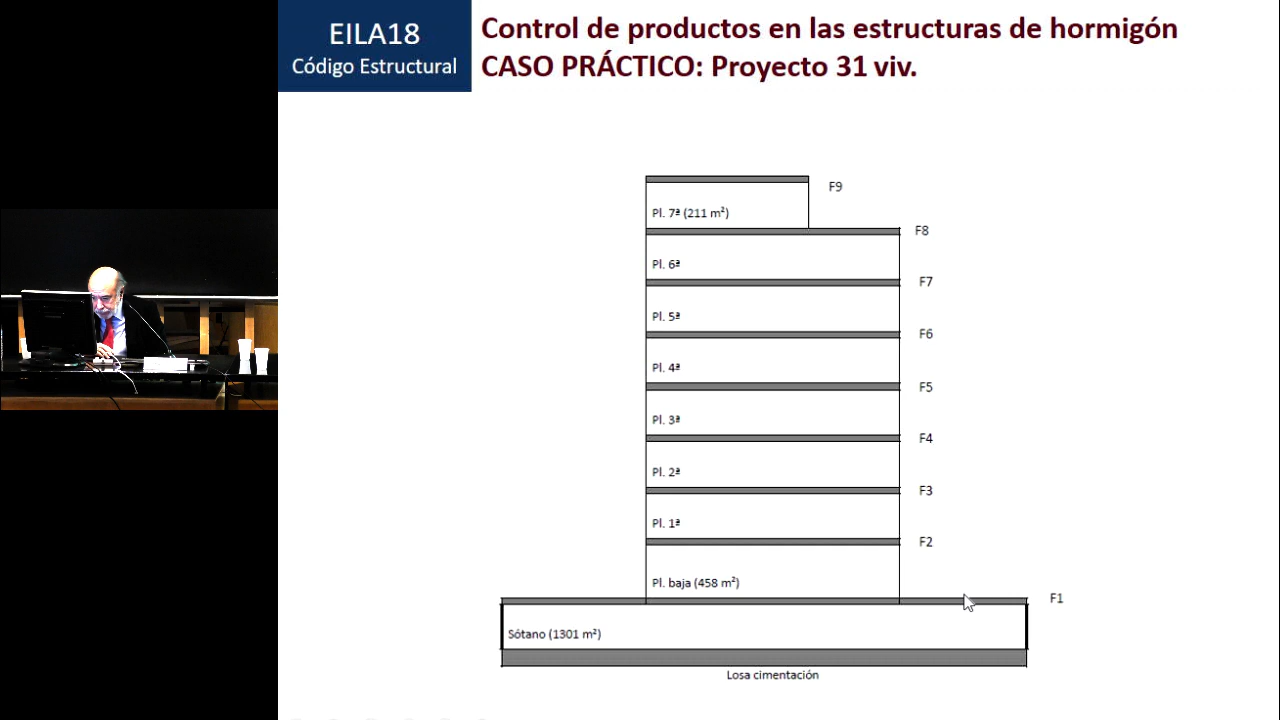 EILA18
Código Estructural
Control de productos en las estructuras de hormigón
CASO PRÁCTICO: Proyecto 31 viv.
F9
Pl. 7ª (211 m²)
F8
Pl. 6ª
F7
Pl. 5ª
F6
Pl. 4ª
F5
Pl. 3ª
F4
Pl. 2ª
F3
Pl. 1ª
F2
Pl. baja (458 m²)
F1
Sótano (1301 m²)
Losa cimentación